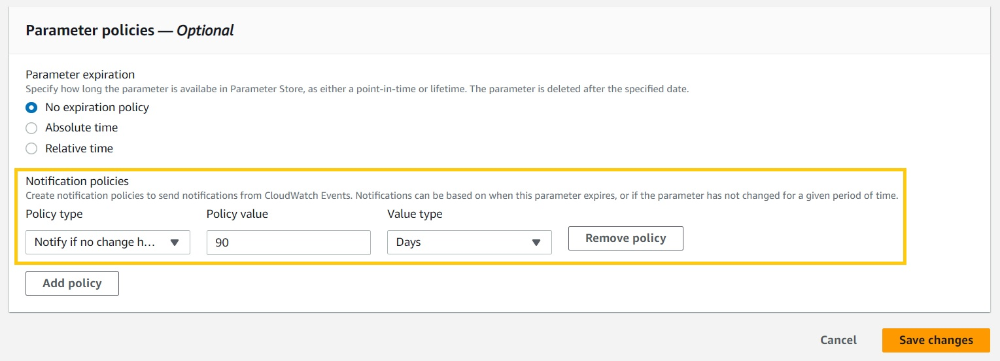 Parameter policies — Optional
Parameter expiration
Specify how long the parameter is availabe in Parameter Store, as either a point-in-time or lifetime. The parameter is deleted after the specified date.
No expiration policy
Absolute time
Relative time
Notification policies
Create notification policies to send notifications from CloudWatch Events. Notifications can be based on when this parameter expires, or if the parameter has not changed for a given period of time.
Policy type Policy value Value type
Notify if no change h... 90 Days Remove policy
Add policy
Cancel Save changes